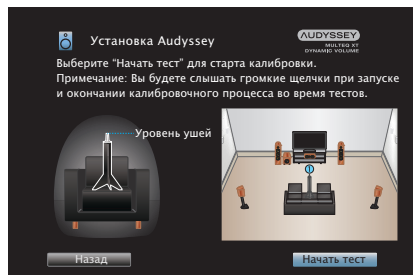 Установка Audyssey
AUDYSSEY
MULTEQ XT
DYNAMIC VOLUME
Выберите “Начать тест” для старта калибровки.
Примечание: Вы будете слышать громкие щелчки при запуске
и окончании калибровочного процесса во время тестов.
Уровень ушей
1
Назад
Начать тест